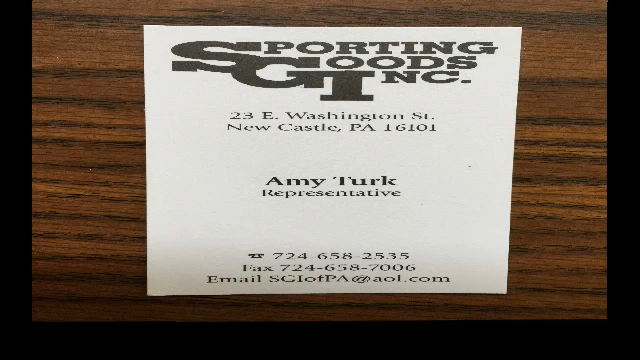 SPORTING
GOODS
INC.
23 E. Washington St.
New Castle, PA 16101
Amy Turk
Representative
☎ 724-658-2535
Fax 724-658-7006
Email SGIofPA@aol.com